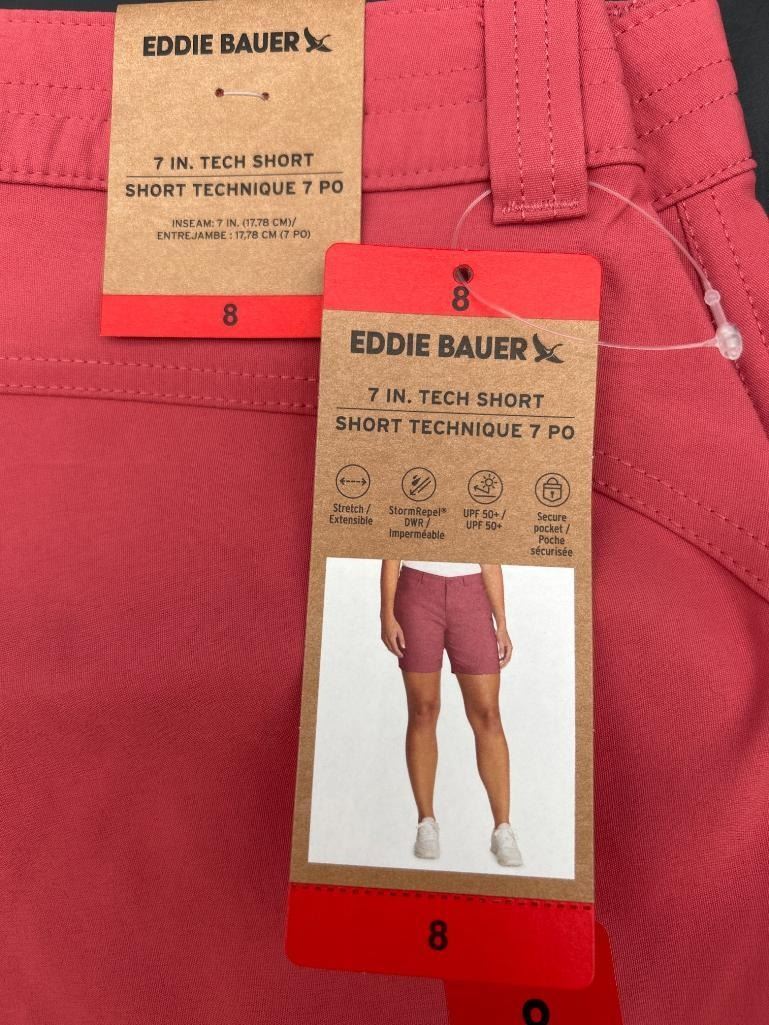 EDDIE BAUER
7 IN. TECH SHORT
SHORT TECHNIQUE 7 PO
INSEAM: 7 IN. (17.78 CM)/
ENTREJAMBE : 17,78 CM (7 PO)
8
8
EDDIE BAUER
7 IN. TECH SHORT
SHORT TECHNIQUE 7 PO
Stretch /
Extensible
StormRepel®
DWR /
Imperméable
UPF 50+ /
UPF 50+
Secure
pocket /
Poche
sécurisée
8